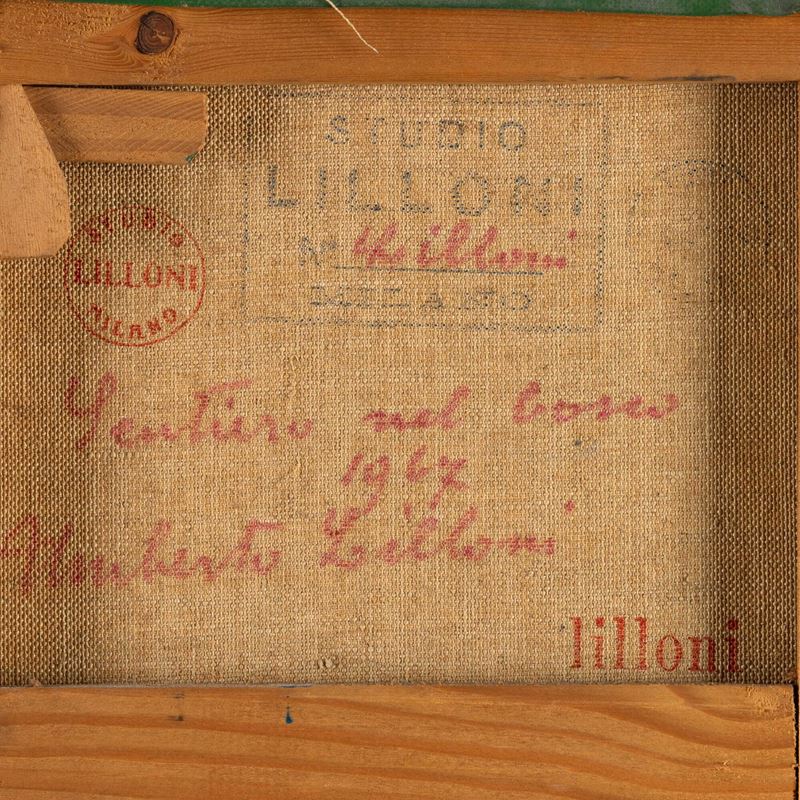 STUDIO
LILLONI
Nº Lilloni
MILANO
STUDIO
LILLONI
MILANO
Sentiero nel bosco
1967
Umberto Lilloni
lilloni